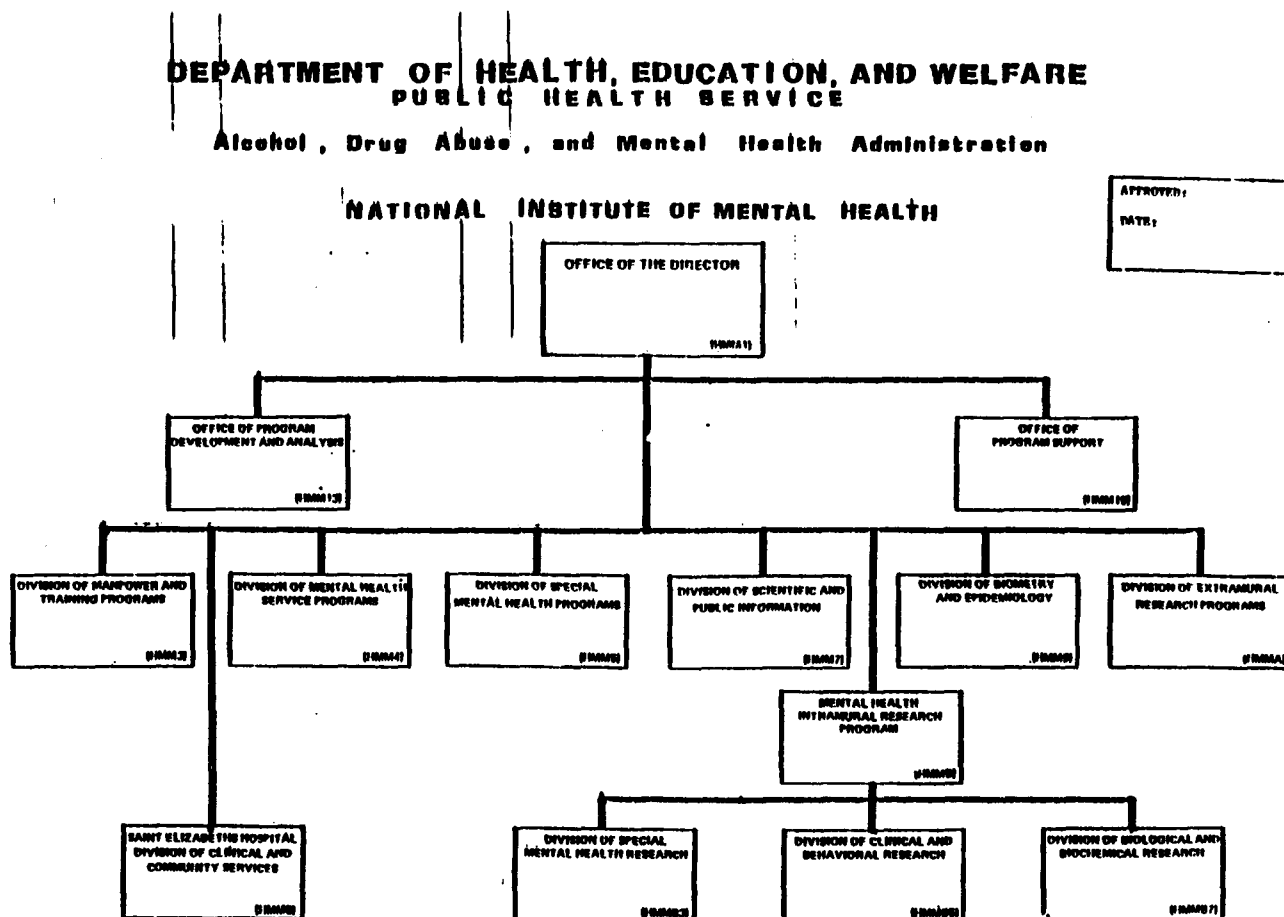 DEPARTMENT OF HEALTH, EDUCATION, AND WELFARE
PUBLIC HEALTH SERVICE
Alcohol, Drug Abuse, and Mental Health Administration
NATIONAL INSTITUTE OF MENTAL HEALTH
APPROVED:
DATE:
OFFICE OF THE DIRECTOR
OFFICE OF PROGRAM
DEVELOPMENT AND ANALYSIS
OFFICE OF
PROGRAM SUPPORT
DIVISION OF MANPOWER AND
TRAINING PROGRAMS
(HMM3)
DIVISION OF MENTAL HEALTH
SERVICE PROGRAMS
(HMM4)
DIVISION OF SPECIAL
MENTAL HEALTH PROGRAMS
DIVISION OF SCIENTIFIC AND
PUBLIC INFORMATION
(HMM7)
DIVISION OF BIOMETRY
AND EPIDEMIOLOGY
DIVISION OF EXTRAMURAL
RESEARCH PROGRAMS
MENTAL HEALTH
INTRAMURAL RESEARCH
PROGRAM
SAINT ELIZABETHS HOSPITAL
DIVISION OF CLINICAL AND
COMMUNITY SERVICES
DIVISION OF SPECIAL
MENTAL HEALTH RESEARCH
DIVISION OF CLINICAL AND
BEHAVIORAL RESEARCH
DIVISION OF BIOLOGICAL AND
BIOCHEMICAL RESEARCH